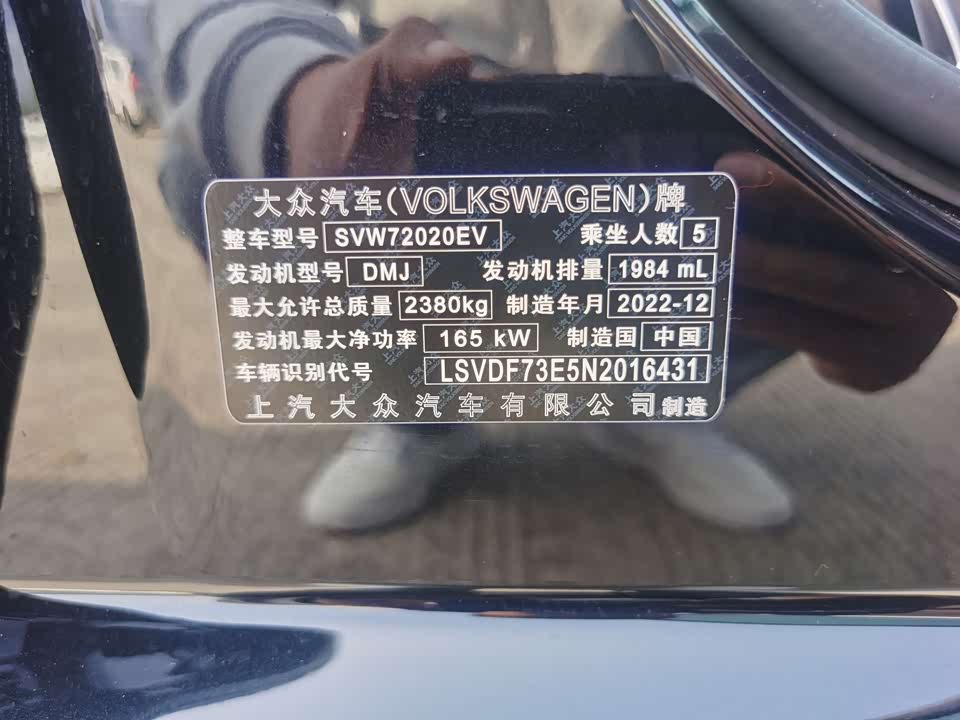 大众汽车(VOLKSWAGEN)牌
整车型号 SVW72020EV 乘坐人数 5
发动机型号 DMJ 发动机排量 1984 mL
最大允许总质量 2380kg 制造年月 2022-12
发动机最大净功率 165 kW 制造国 中国
车辆识别代号 LSVDF73E5N2016431
上汽大众汽车有限公司制造